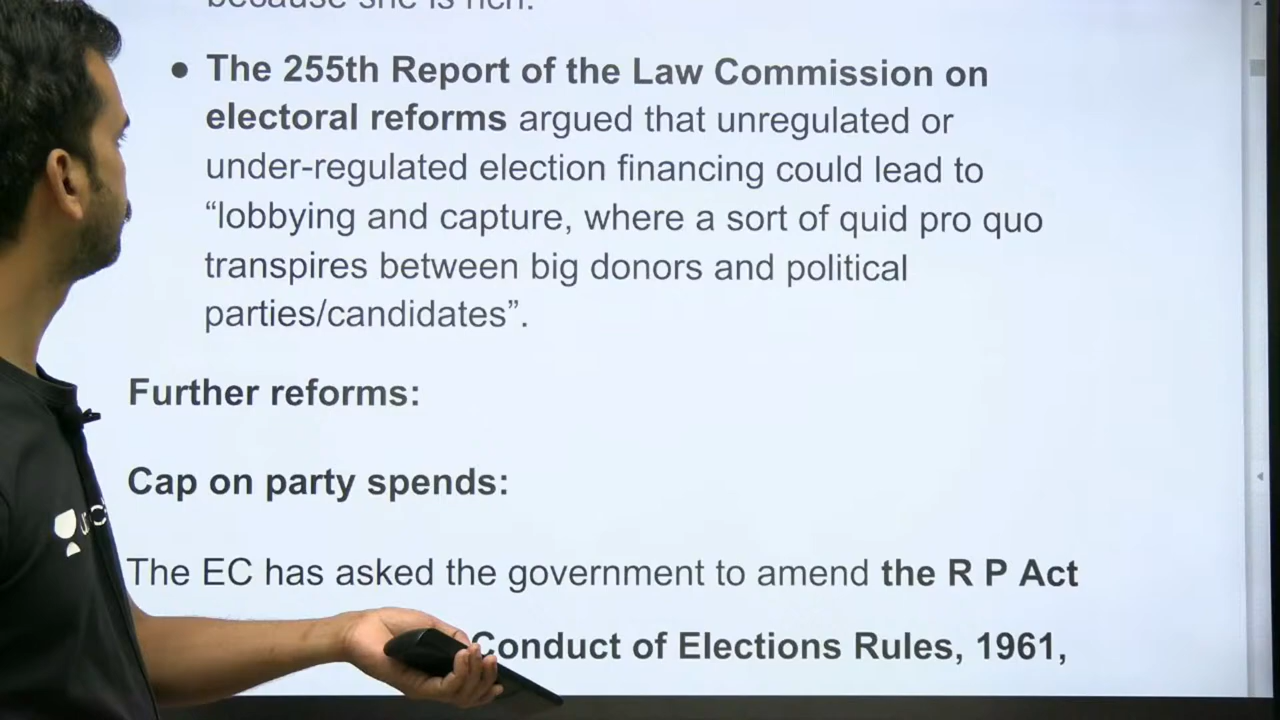 because she is rich.
● The 255th Report of the Law Commission on
electoral reforms argued that unregulated or
under-regulated election financing could lead to
“lobbying and capture, where a sort of quid pro quo
transpires between big donors and political
parties/candidates”.
Further reforms:
Cap on party spends:
The EC has asked the government to amend the R P Act
Conduct of Elections Rules, 1961,